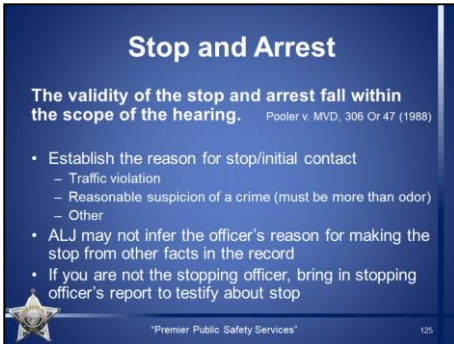 Stop and Arrest
The validity of the stop and arrest fall within
the scope of the hearing. Pooler v. MVD, 306 Or 47 (1988)
• Establish the reason for stop/initial contact
– Traffic violation
– Reasonable suspicion of a crime (must be more than odor)
– Other
• ALJ may not infer the officer's reason for making the
stop from other facts in the record
• If you are not the stopping officer, bring in stopping
officer's report to testify about stop
"Premier Public Safety Services"
125